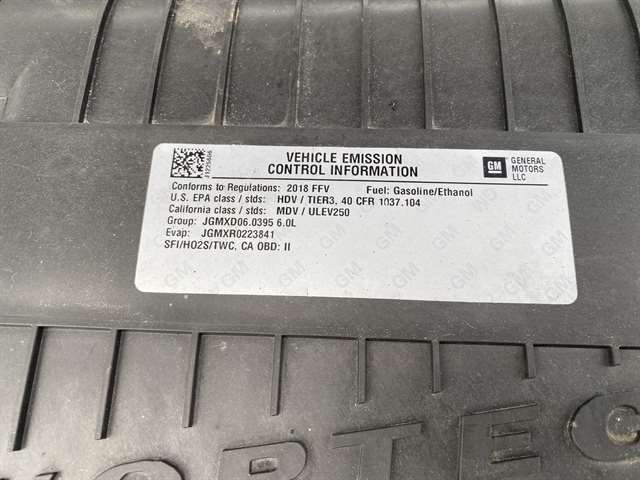 VEHICLE EMISSION
CONTROL INFORMATION
GM
GENERAL
MOTORS
LLC
Conforms to Regulations: 2018 FFV Fuel: Gasoline/Ethanol
U.S. EPA class / stds: HDV / TIER3, 40 CFR 1037.104
California class / stds: MDV / ULEV250
Group: JGMXD06.0395 6.0L
Evap: JGMXR0223841
SFI/HO2S/TWC, CA OBD: II